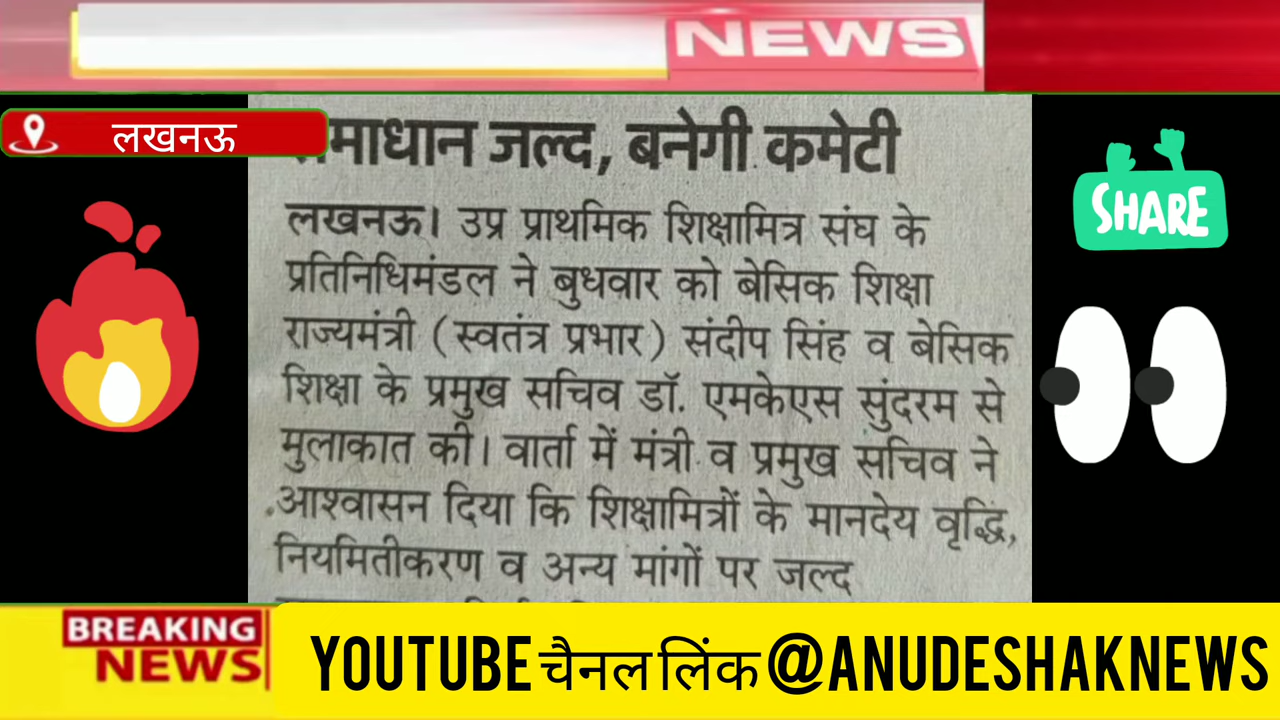 NEWS
लखनऊ
माधान जल्द, बनेगी कमेटी
लखनऊ। उप्र प्राथमिक शिक्षामित्र संघ के
प्रतिनिधिमंडल ने बुधवार को बेसिक शिक्षा
राज्यमंत्री (स्वतंत्र प्रभार) संदीप सिंह व बेसिक
शिक्षा के प्रमुख सचिव डॉ. एमकेएस सुंदरम से
मुलाकात की। वार्ता में मंत्री व प्रमुख सचिव ने
आश्वासन दिया कि शिक्षामित्रों के मानदेय वृद्धि,
नियमितीकरण व अन्य मांगों पर जल्द
SHARE
BREAKING
NEWS
YOUTUBE चैनल लिंक @ANUDESHAKNEWS